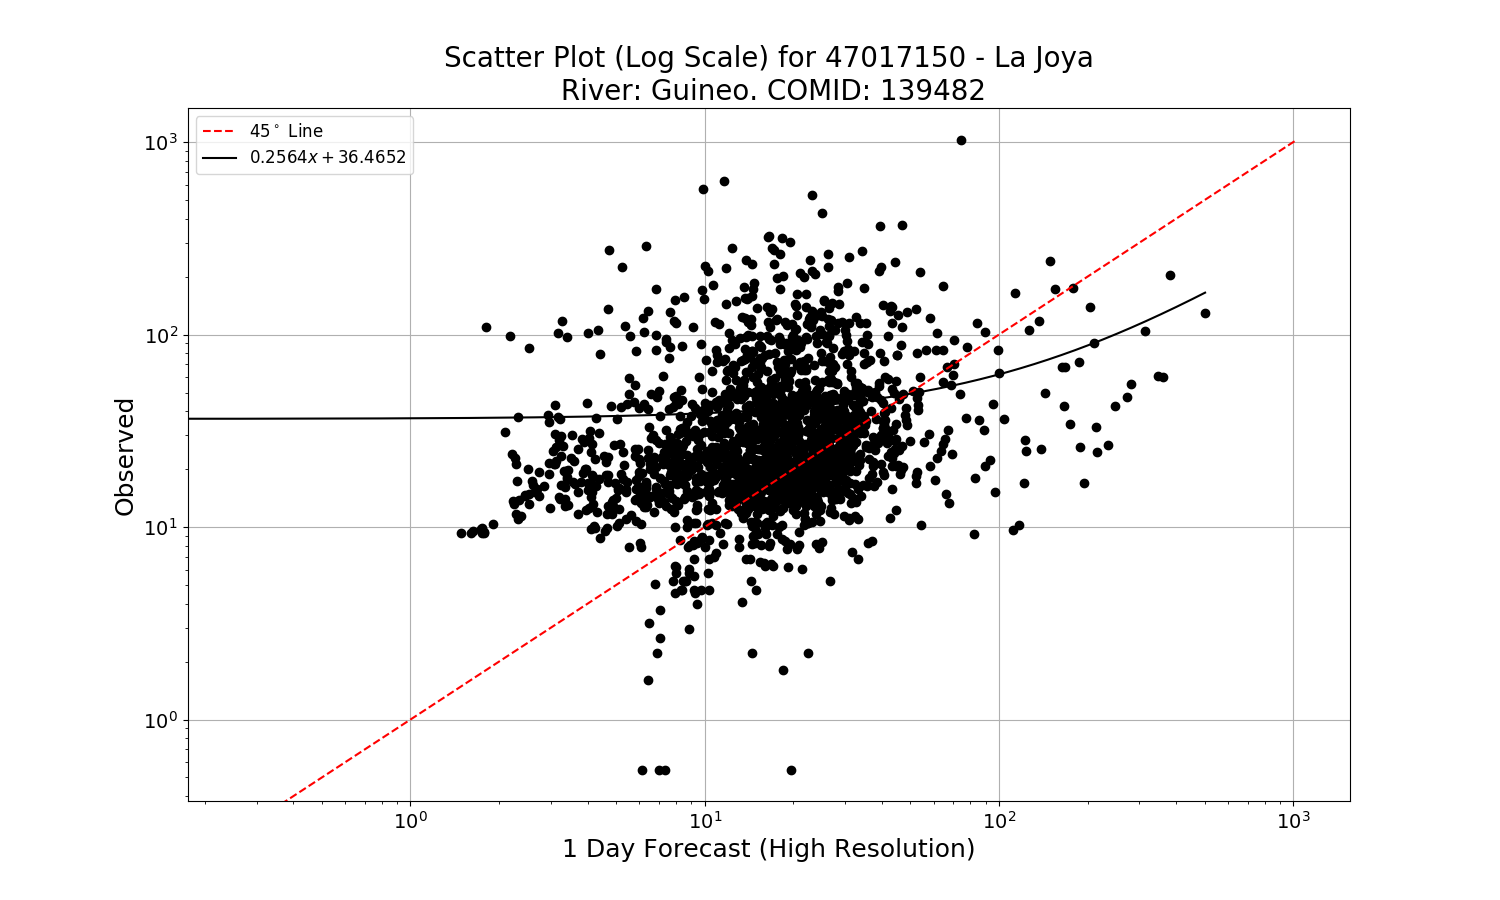 Scatter Plot (Log Scale) for 47017150 - La Joya
River: Guineo. COMID: 139482
45° Line
0.2564x + 36.4652
10³
10²
10¹
10⁰
Observed
10⁰ 10¹ 10² 10³
1 Day Forecast (High Resolution)